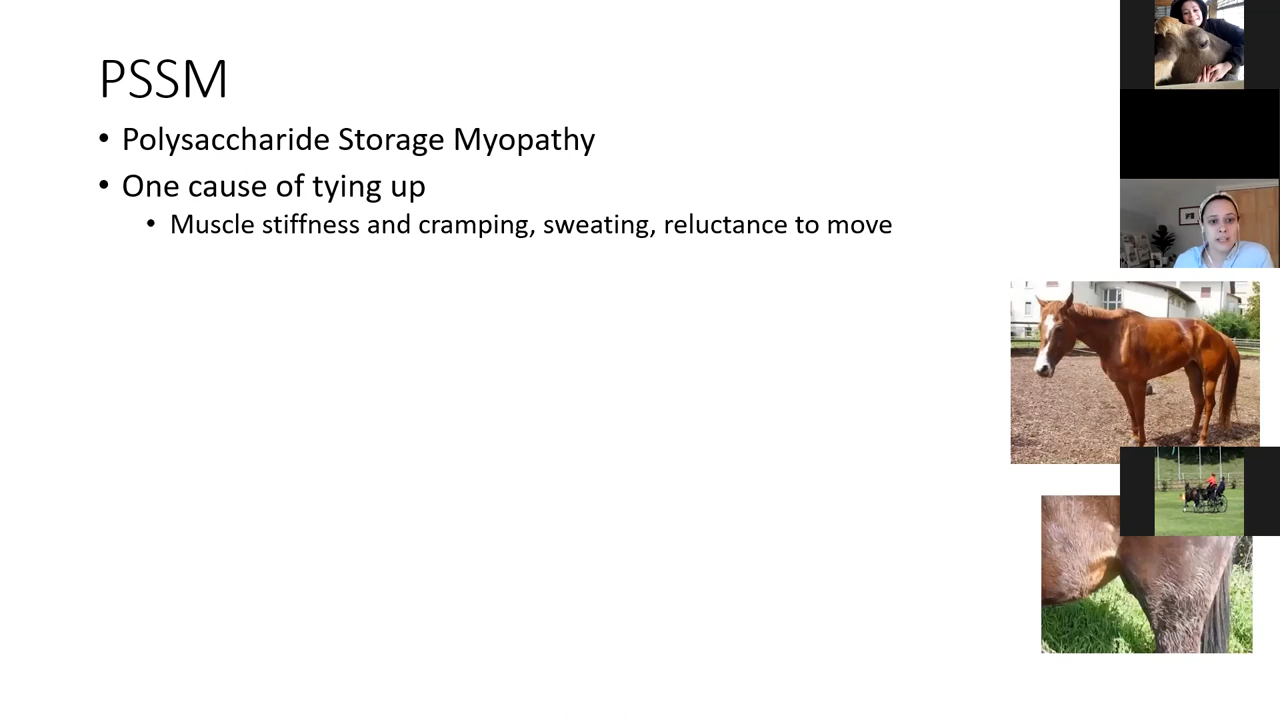 PSSM
• Polysaccharide Storage Myopathy
• One cause of tying up
• Muscle stiffness and cramping, sweating, reluctance to move